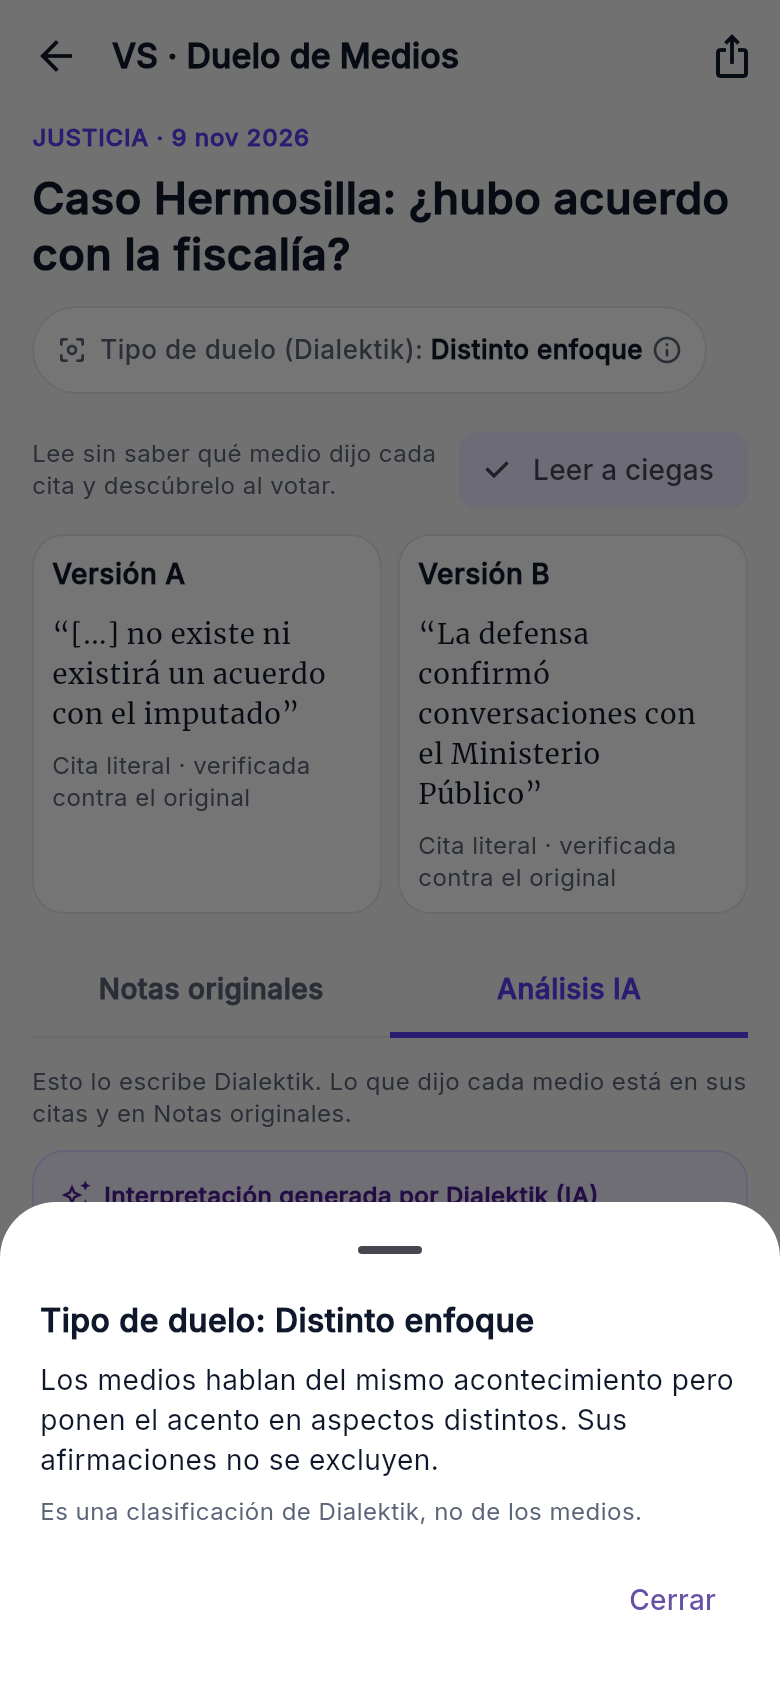 VS · Duelo de Medios
JUSTICIA · 9 nov 2026
Caso Hermosilla: ¿hubo acuerdo
con la fiscalía?
Tipo de duelo (Dialektik): Distinto enfoque
Lee sin saber qué medio dijo cada
cita y descúbrelo al votar.
Leer a ciegas
Versión A
“[...] no existe ni
existirá un acuerdo
con el imputado”
Cita literal · verificada
contra el original
Versión B
“La defensa
confirmó
conversaciones con
el Ministerio
Público”
Cita literal · verificada
contra el original
Notas originales
Análisis IA
Esto lo escribe Dialektik. Lo que dijo cada medio está en sus
citas y en Notas originales.
Interpretación generada por Dialektik (IA)
Tipo de duelo: Distinto enfoque
Los medios hablan del mismo acontecimiento pero
ponen el acento en aspectos distintos. Sus
afirmaciones no se excluyen.
Es una clasificación de Dialektik, no de los medios.
Cerrar